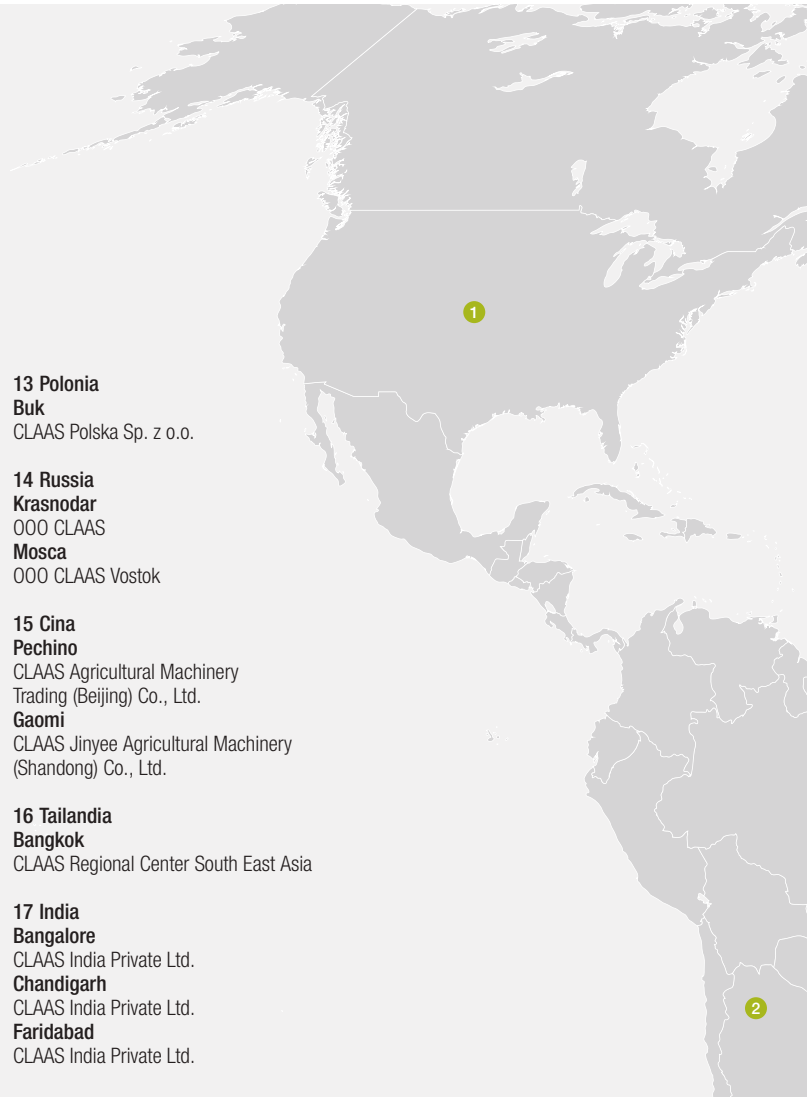 1
13 Polonia
Buk
CLAAS Polska Sp. z o.o.
14 Russia
Krasnodar
OOO CLAAS
Mosca
OOO CLAAS Vostok
15 Cina
Pechino
CLAAS Agricultural Machinery
Trading (Beijing) Co., Ltd.
Gaomi
CLAAS Jinyee Agricultural Machinery
(Shandong) Co., Ltd.
16 Tailandia
Bangkok
CLAAS Regional Center South East Asia
17 India
Bangalore
CLAAS India Private Ltd.
Chandigarh
CLAAS India Private Ltd.
Faridabad
CLAAS India Private Ltd.
2